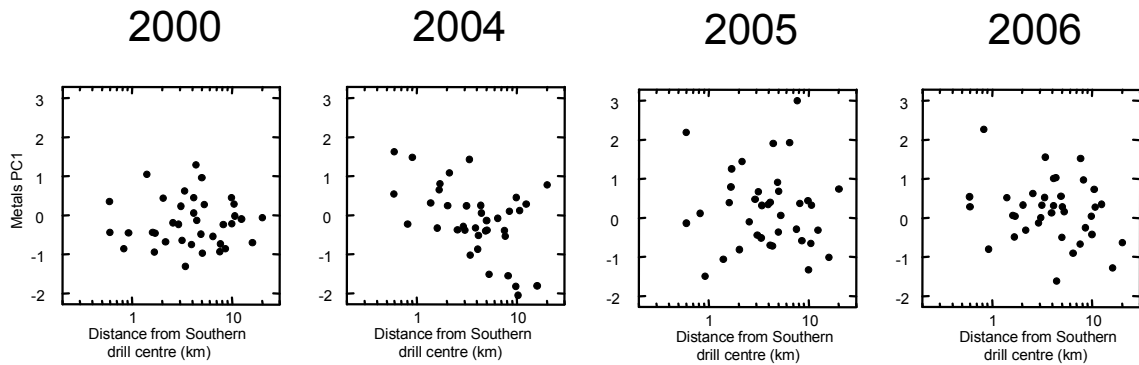 2000 2004 2005 2006
Metals PC1
3 3 3 3
2 2 2 2
1 1 1 1
0 0 0 0
-1 -1 -1 -1
-2 -2 -2 -2
1 10 1 10 1 10 1 10
Distance from Southern Distance from Southern Distance from Southern Distance from Southern
drill centre (km) drill centre (km) drill centre (km) drill centre (km)